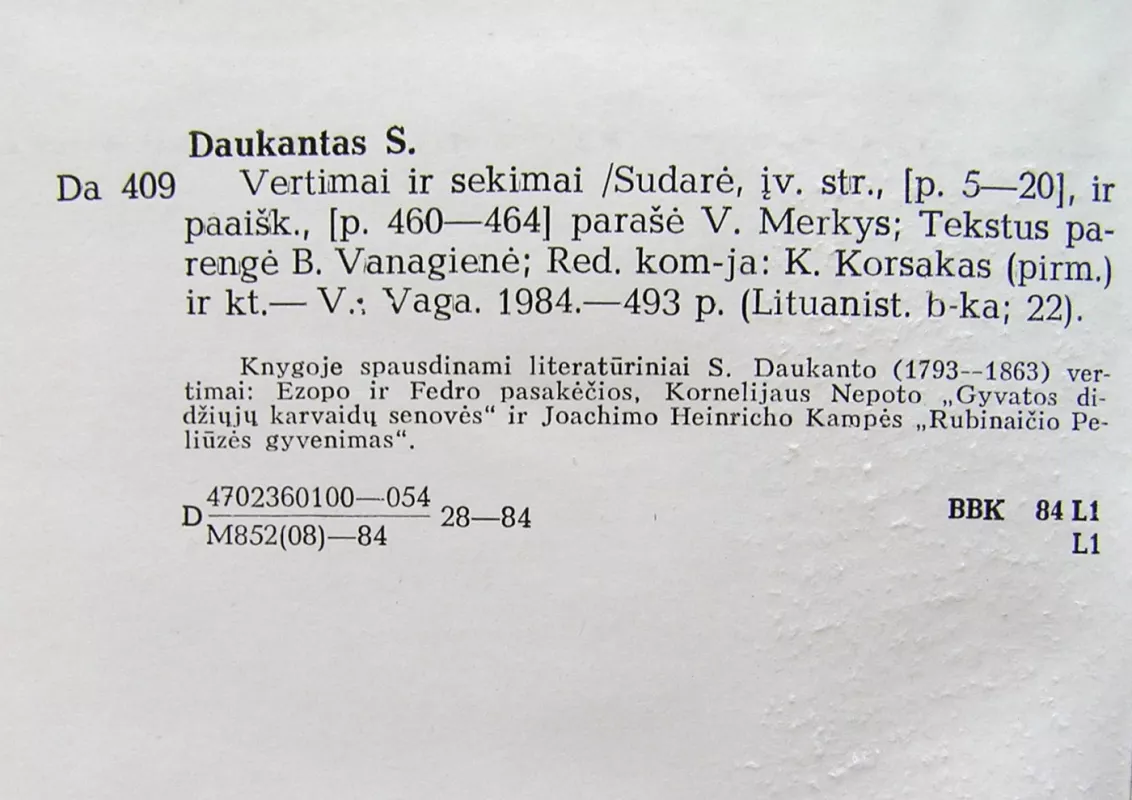 Daukantas S.
Da 409 Vertimai ir sekimai /Sudarė, įv. str., [p. 5—20], ir
paaišk., [p. 460—464] parašė V. Merkys; Tekstus pa-
rengė B. Vanagienė; Red. kom-ja: K. Korsakas (pirm.)
ir kt.— V.: Vaga. 1984.—493 p. (Lituanist. b-ka; 22).
Knygoje spausdinami literatūriniai S. Daukanto (1793--1863) ver-
timai: Ezopo ir Fedro pasakėčios, Kornelijaus Nepoto „Gyvatos di-
džiųjų karvaidų senovės“ ir Joachimo Heinricho Kampės „Rubinaičio Pe-
liūzės gyvenimas“.
D 4702360100—054
M852(08)—84
28—84
BBK 84 L1
L1